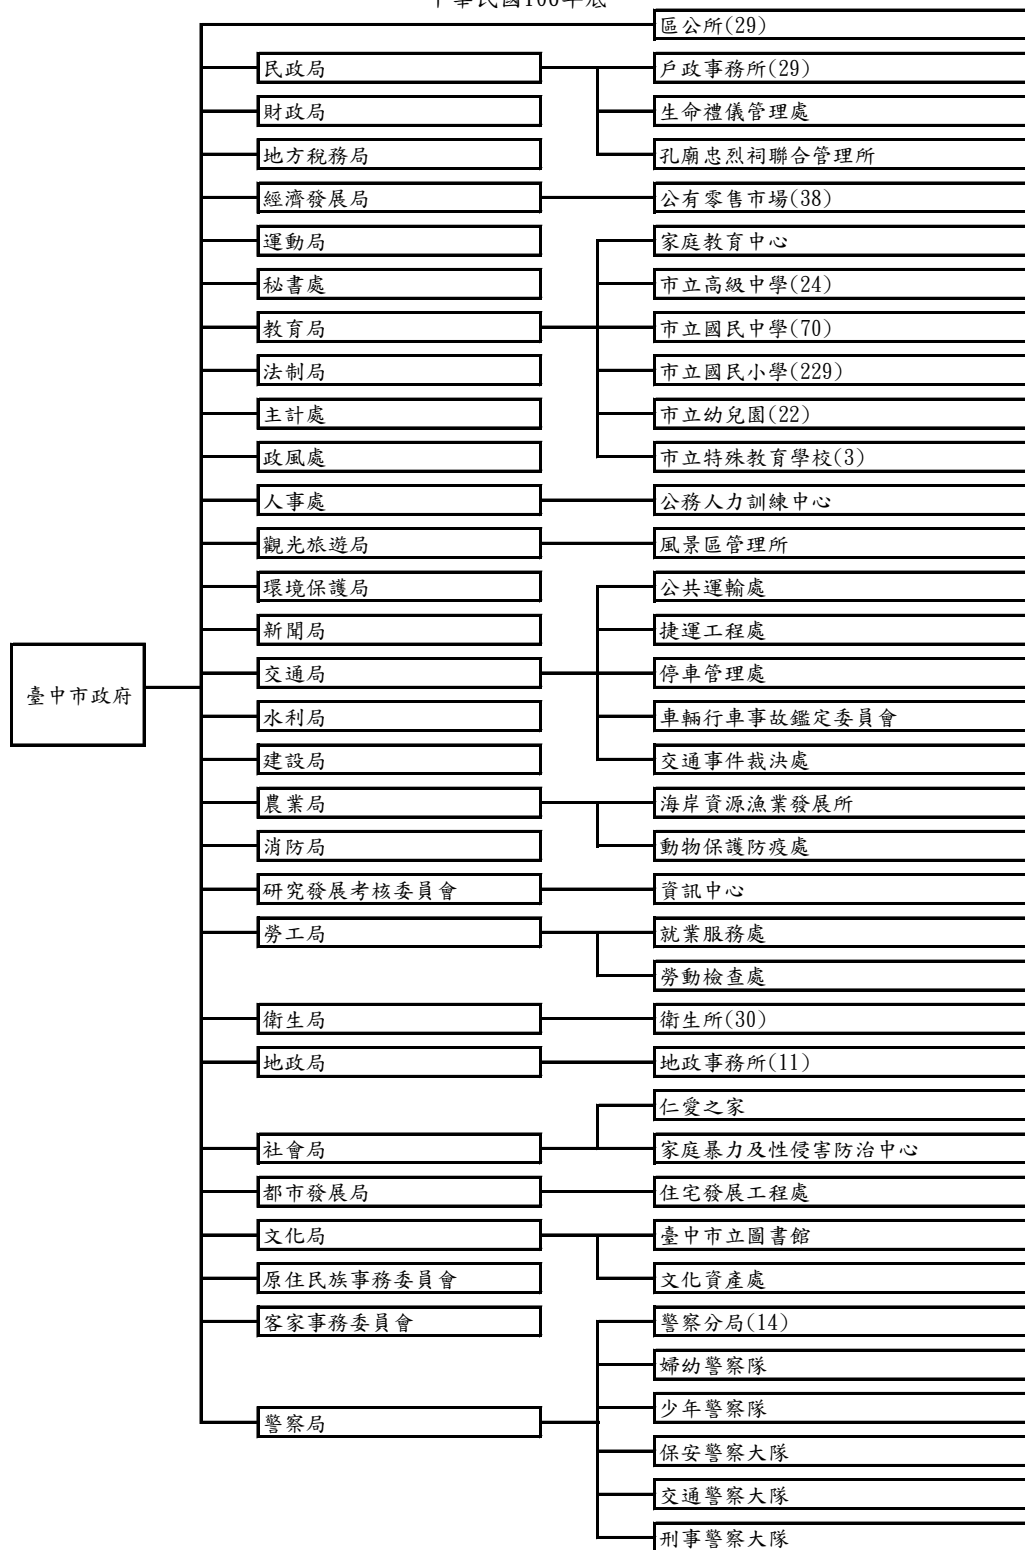 區公所(29)
民政局
戶政事務所(29)
財政局
生命禮儀管理處
地方稅務局
孔廟忠烈祠聯合管理所
經濟發展局
公有零售市場(38)
運動局
家庭教育中心
秘書處
市立高級中學(24)
教育局
市立國民中學(70)
法制局
市立國民小學(229)
主計處
市立幼兒園(22)
政風處
市立特殊教育學校(3)
人事處
公務人力訓練中心
觀光旅遊局
風景區管理所
環境保護局
公共運輸處
新聞局
捷運工程處
臺中市政府
交通局
停車管理處
水利局
車輛行車事故鑑定委員會
建設局
交通事件裁決處
農業局
海岸資源漁業發展所
消防局
動物保護防疫處
研究發展考核委員會
資訊中心
勞工局
就業服務處
勞動檢查處
衛生局
衛生所(30)
地政局
地政事務所(11)
仁愛之家
社會局
家庭暴力及性侵害防治中心
都市發展局
住宅發展工程處
文化局
臺中市立圖書館
原住民族事務委員會
文化資產處
客家事務委員會
警察分局(14)
婦幼警察隊
警察局
少年警察隊
保安警察大隊
交通警察大隊
刑事警察大隊